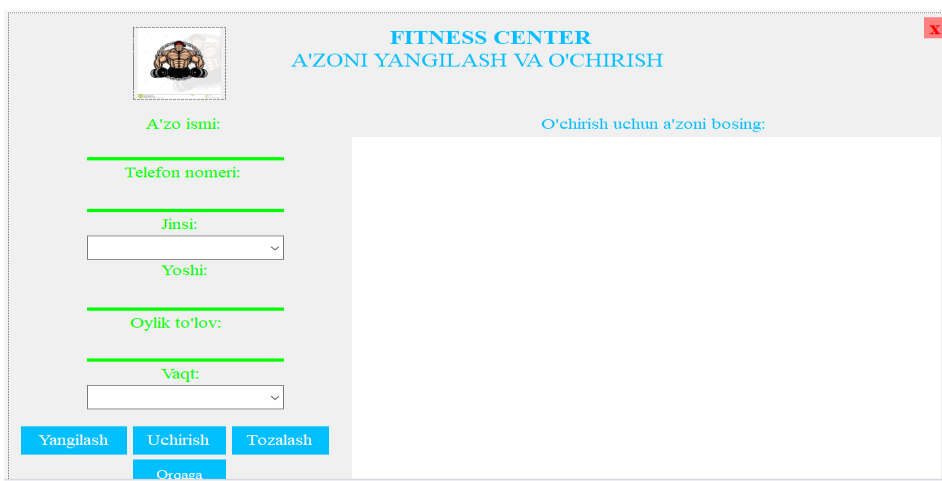 FITNESS CENTER
x
A'ZONI YANGILASH VA O'CHIRISH
A'zo ismi:
O'chirish uchun a'zoni bosing:
Telefon nomeri:
Jinsi:
Yoshi:
Oylik to'lov:
Vaqt:
Yangilash Uchirish Tozalash
Orqaga